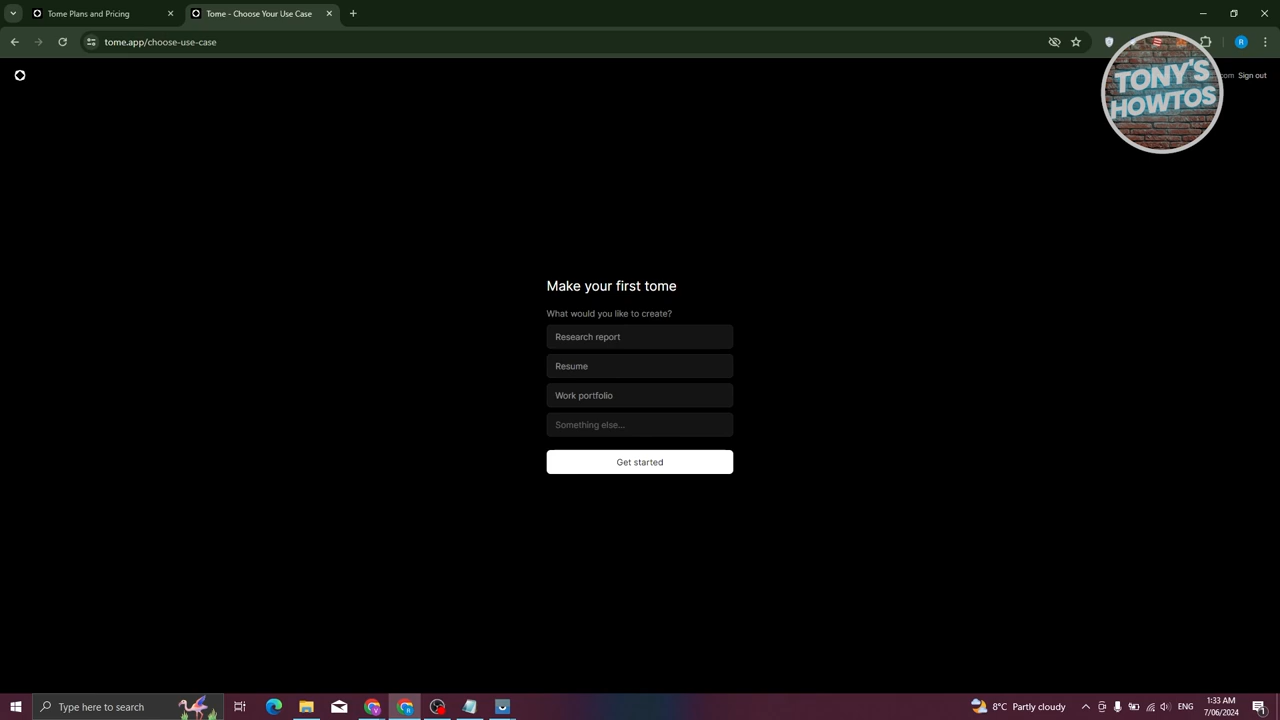 Tome Plans and Pricing
Tome - Choose Your Use Case
tome.app/choose-use-case
R
TONY'S
HOWTOS
com
Sign out
Make your first tome
What would you like to create?
Research report
Resume
Work portfolio
Something else...
Get started
Type here to search
8°C Partly cloudy
ENG
1:33 AM
7/06/2024